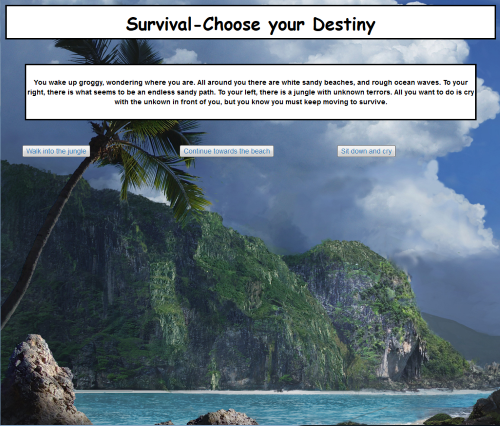 Survival-Choose your Destiny
You wake up groggy, wondering where you are. All around you there are white sandy beaches, and rough ocean waves. To your
right, there is what seems to be an endless sandy path. To your left, there is a jungle with unknown terrors. All you want to do is cry
with the unkown in front of you, but you know you must keep moving to survive.
Walk into the jungle
Continue towards the beach
Sit down and cry